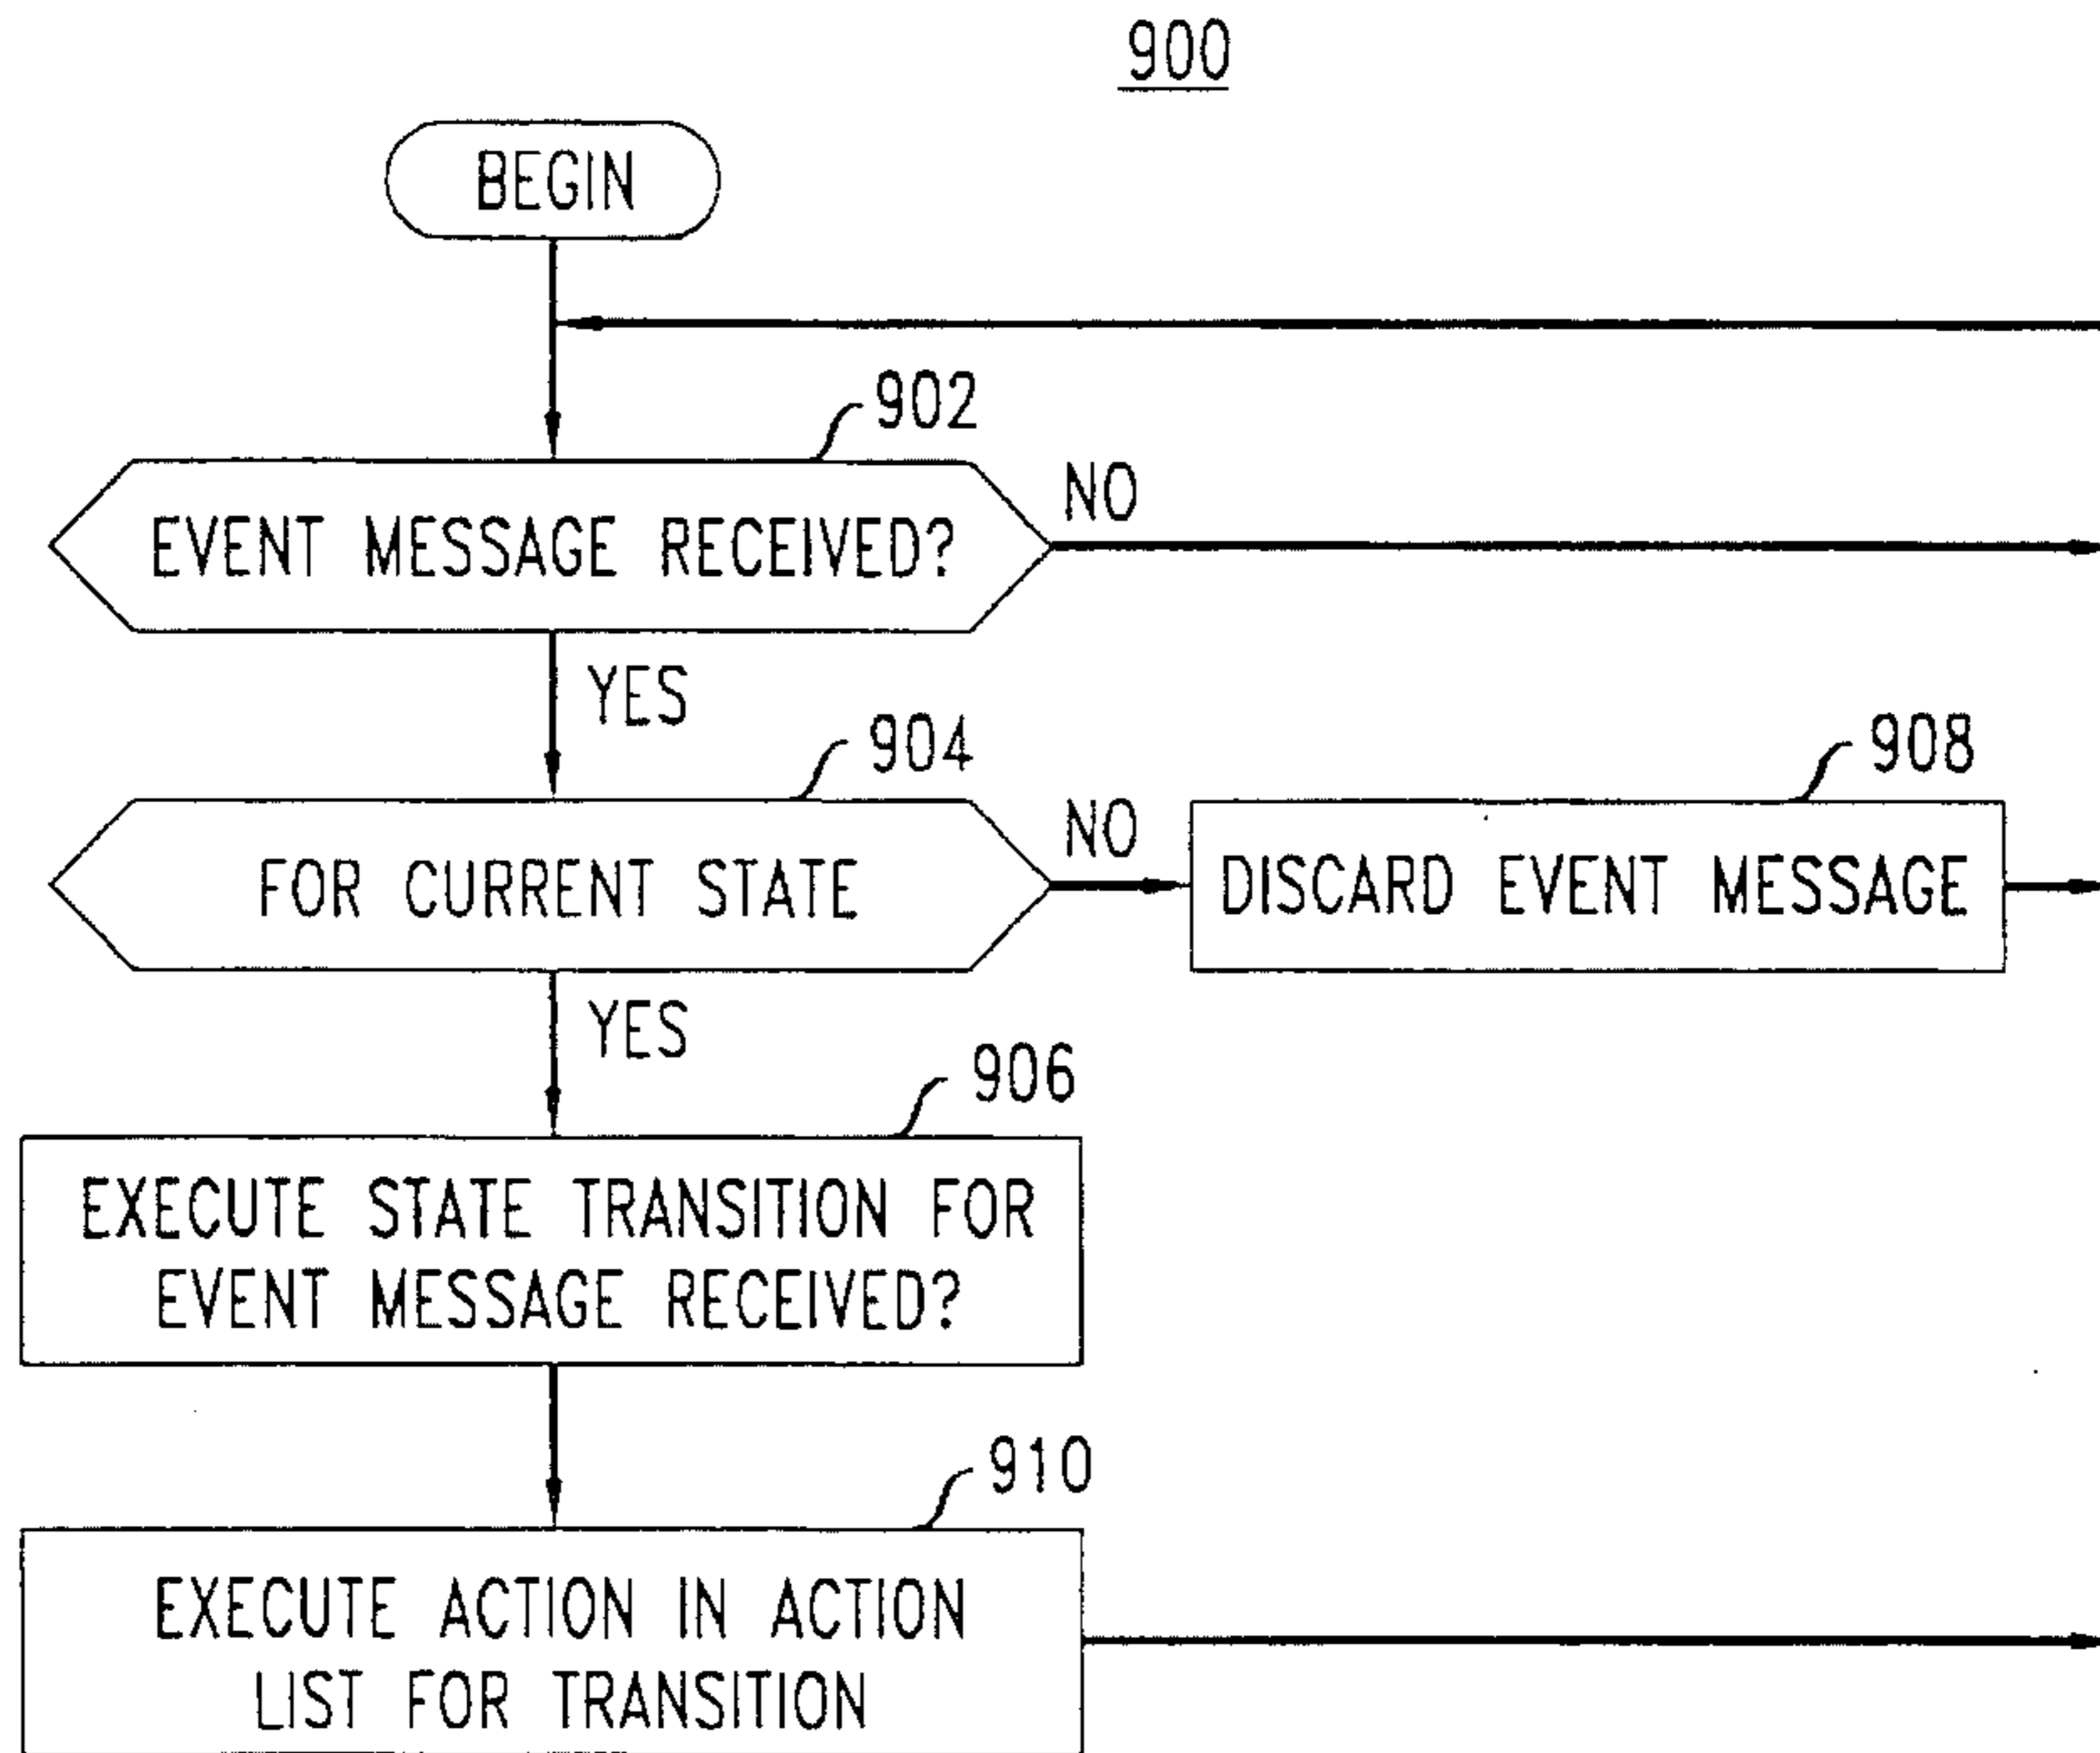 900
BEGIN
902
EVENT MESSAGE RECEIVED?
NO
YES
904
FOR CURRENT STATE
NO
908
DISCARD EVENT MESSAGE
YES
906
EXECUTE STATE TRANSITION FOR
EVENT MESSAGE RECEIVED?
910
EXECUTE ACTION IN ACTION
LIST FOR TRANSITION